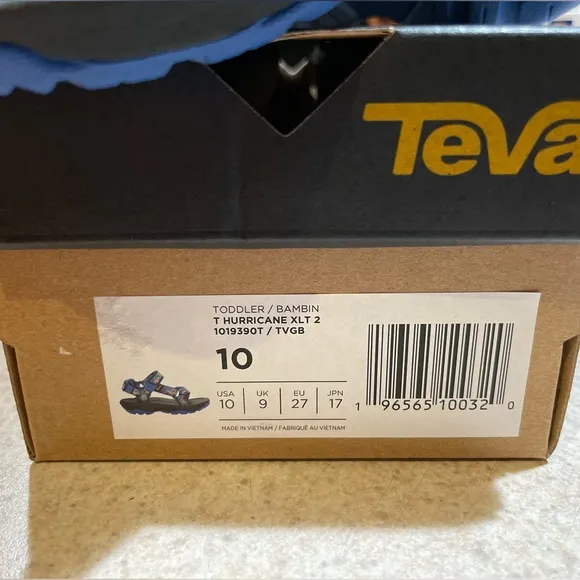 Teva
TODDLER / BAMBIN
T HURRICANE XLT 2
1019390T / TVGB
10
USA UK EU JPN
10 9 27 17
MADE IN VIETNAM / FABRIQUÉ AU VIETNAM
1 96565 10032 0